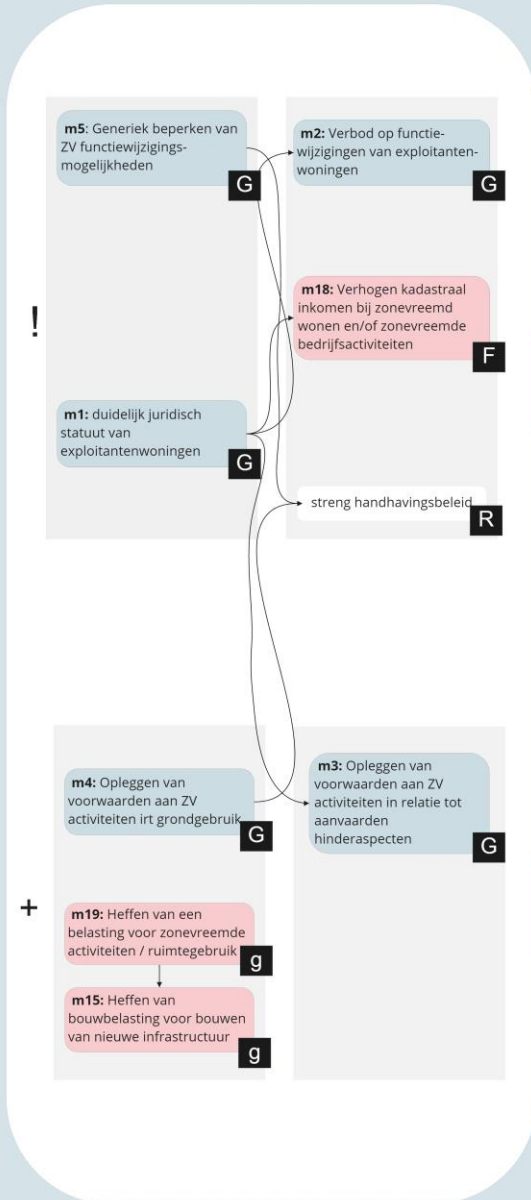 m5: Generiek beperken van
ZV functiewijzigings-
mogelijkheden
G
m2: Verbod op functie-
wijzigingen van exploitanten-
woningen
G
!
m18: Verhogen kadastraal
inkomen bij zonevreemd
wonen en/of zonevreemde
bedrijfsactiviteiten
F
m1: duidelijk juridisch
statuut van
exploitantenwoningen
G
streng handhavingsbeleid
R
m4: Opleggen van
voorwaarden aan ZV
activiteiten irt grondgebruik
G
m3: Opleggen van
voorwaarden aan ZV
activiteiten in relatie tot
aanvaarden
hinderaspecten
G
+
m19: Heffen van een
belasting voor zonevreemde
activiteiten / ruimtegebruik
g
m15: Heffen van
bouwbelasting voor bouwen
van nieuwe infrastructuur
g